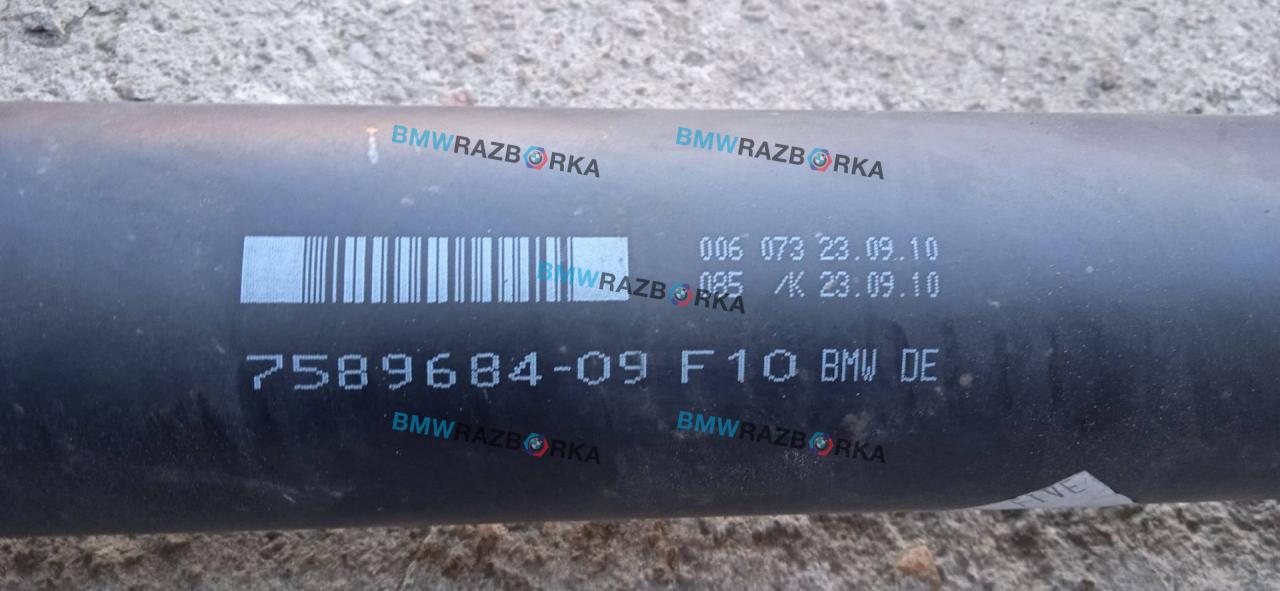 BMWRAZBORKA BMWRAZBORKA
006 073 23.09.10
085 /K 23.09.10
BMWRAZBORKA
7589684-09 F10 BMW DE
BMWRAZBORKA BMWRAZBORKA